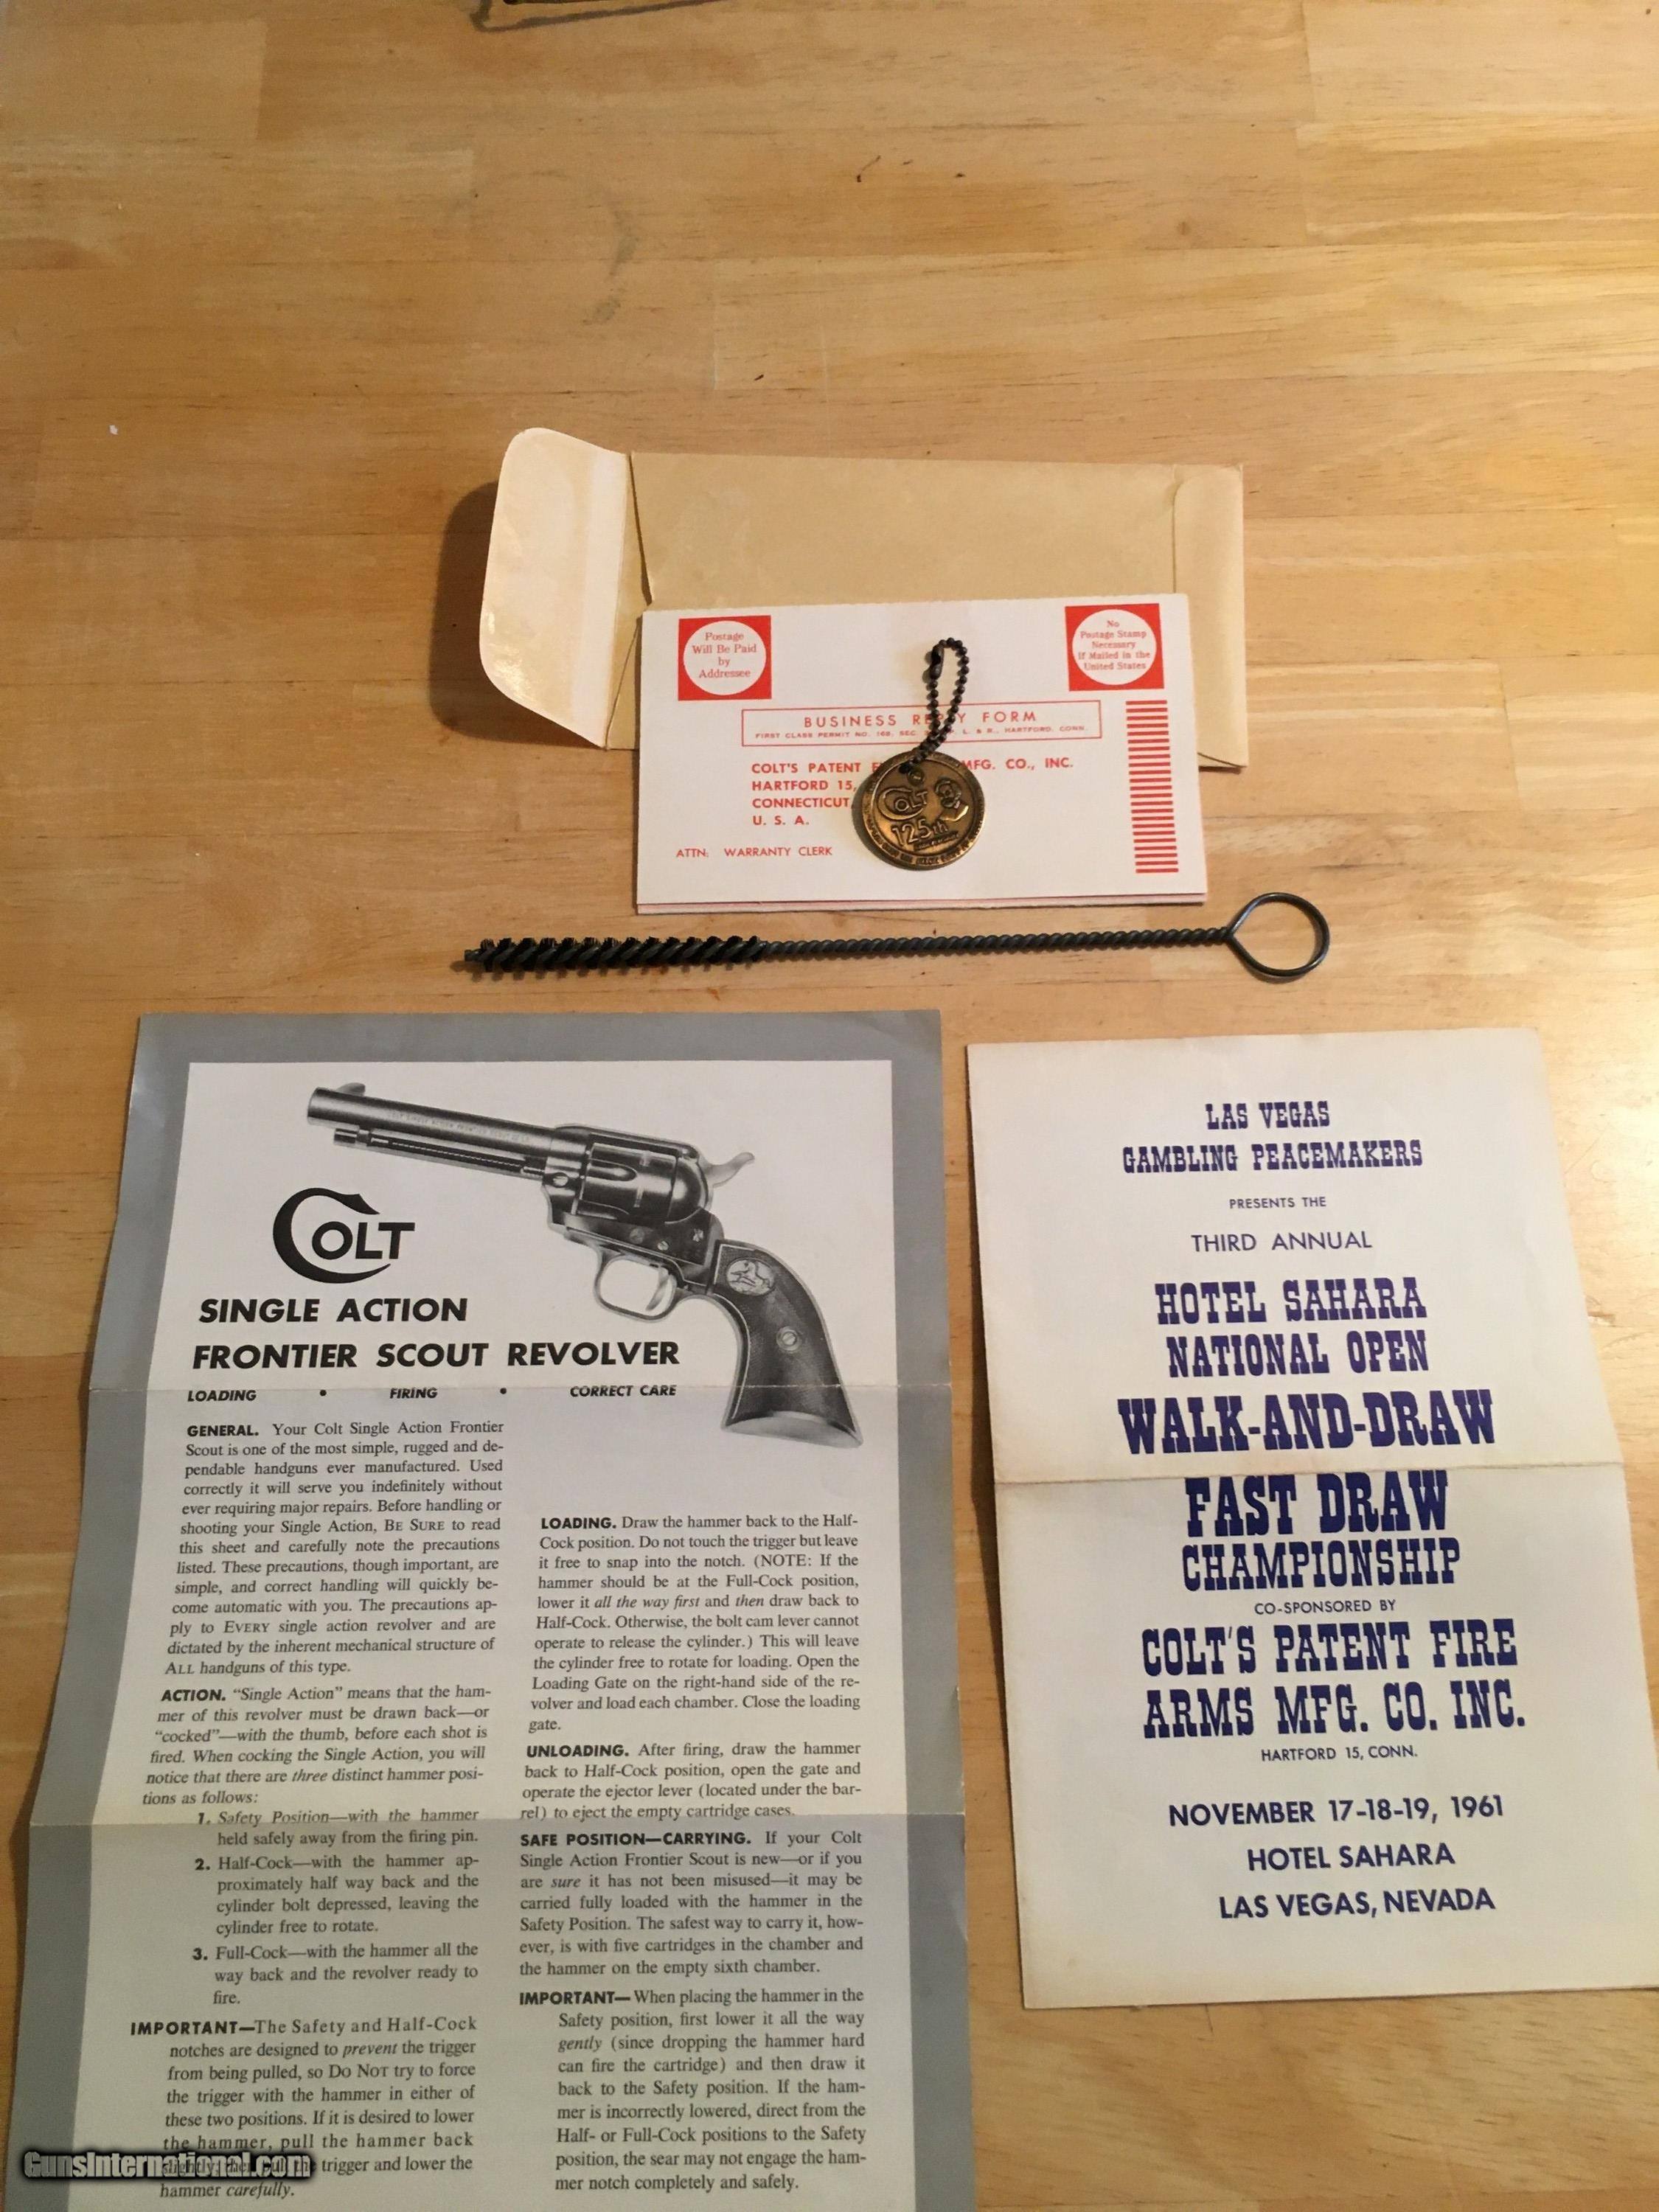 Postage
Will Be Paid
by
Addressee
No
Postage Stamp
Necessary
If Mailed in the
United States
BUSINESS REPLY FORM
FIRST CLASS PERMIT NO. 168, SEC. L. & R., HARTFORD, CONN.
COLT'S PATENT MFG. CO., INC.
HARTFORD 15,
CONNECTICUT,
U. S. A.
ATTN: WARRANTY CLERK
COLT
125th
COLT
SINGLE ACTION
FRONTIER SCOUT REVOLVER
LOADING • FIRING • CORRECT CARE
GENERAL. Your Colt Single Action Frontier
Scout is one of the most simple, rugged and de-
pendable handguns ever manufactured. Used
correctly it will serve you indefinitely without
ever requiring major repairs. Before handling or
shooting your Single Action, BE SURE to read
this sheet and carefully note the precautions
listed. These precautions, though important, are
simple, and correct handling will quickly be-
come automatic with you. The precautions ap-
ply to EVERY single action revolver and are
dictated by the inherent mechanical structure of
ALL handguns of this type.
ACTION. “Single Action” means that the ham-
mer of this revolver must be drawn back—or
“cocked”—with the thumb, before each shot is
fired. When cocking the Single Action, you will
notice that there are three distinct hammer posi-
tions as follows:
1. Safety Position—with the hammer
held safely away from the firing pin.
2. Half-Cock—with the hammer ap-
proximately half way back and the
cylinder bolt depressed, leaving the
cylinder free to rotate.
3. Full-Cock—with the hammer all the
way back and the revolver ready to
fire.
IMPORTANT—The Safety and Half-Cock
notches are designed to prevent the trigger
from being pulled, so DO NOT try to force
the trigger with the hammer in either of
these two positions. If it is desired to lower
the hammer, pull the hammer back
trigger and lower the
hammer carefully.
LOADING. Draw the hammer back to the Half-
Cock position. Do not touch the trigger but leave
it free to snap into the notch. (NOTE: If the
hammer should be at the Full-Cock position,
lower it all the way first and then draw back to
Half-Cock. Otherwise, the bolt cam lever cannot
operate to release the cylinder.) This will leave
the cylinder free to rotate for loading. Open the
Loading Gate on the right-hand side of the re-
volver and load each chamber. Close the loading
gate.
UNLOADING. After firing, draw the hammer
back to Half-Cock position, open the gate and
operate the ejector lever (located under the bar-
rel) to eject the empty cartridge cases.
SAFE POSITION—CARRYING. If your Colt
Single Action Frontier Scout is new—or if you
are sure it has not been misused—it may be
carried fully loaded with the hammer in the
Safety Position. The safest way to carry it, how-
ever, is with five cartridges in the chamber and
the hammer on the empty sixth chamber.
IMPORTANT— When placing the hammer in the
Safety position, first lower it all the way
gently (since dropping the hammer hard
can fire the cartridge) and then draw it
back to the Safety position. If the ham-
mer is incorrectly lowered, direct from the
Half- or Full-Cock positions to the Safety
position, the sear may not engage the ham-
mer notch completely and safely.
LAS VEGAS
GAMBLING PEACEMAKERS
PRESENTS THE
THIRD ANNUAL
HOTEL SAHARA
NATIONAL OPEN
WALK-AND-DRAW
FAST DRAW
CHAMPIONSHIP
CO-SPONSORED BY
COLT'S PATENT FIRE
ARMS MFG. CO. INC.
HARTFORD 15, CONN.
NOVEMBER 17-18-19, 1961
HOTEL SAHARA
LAS VEGAS, NEVADA
GunsInternational.com